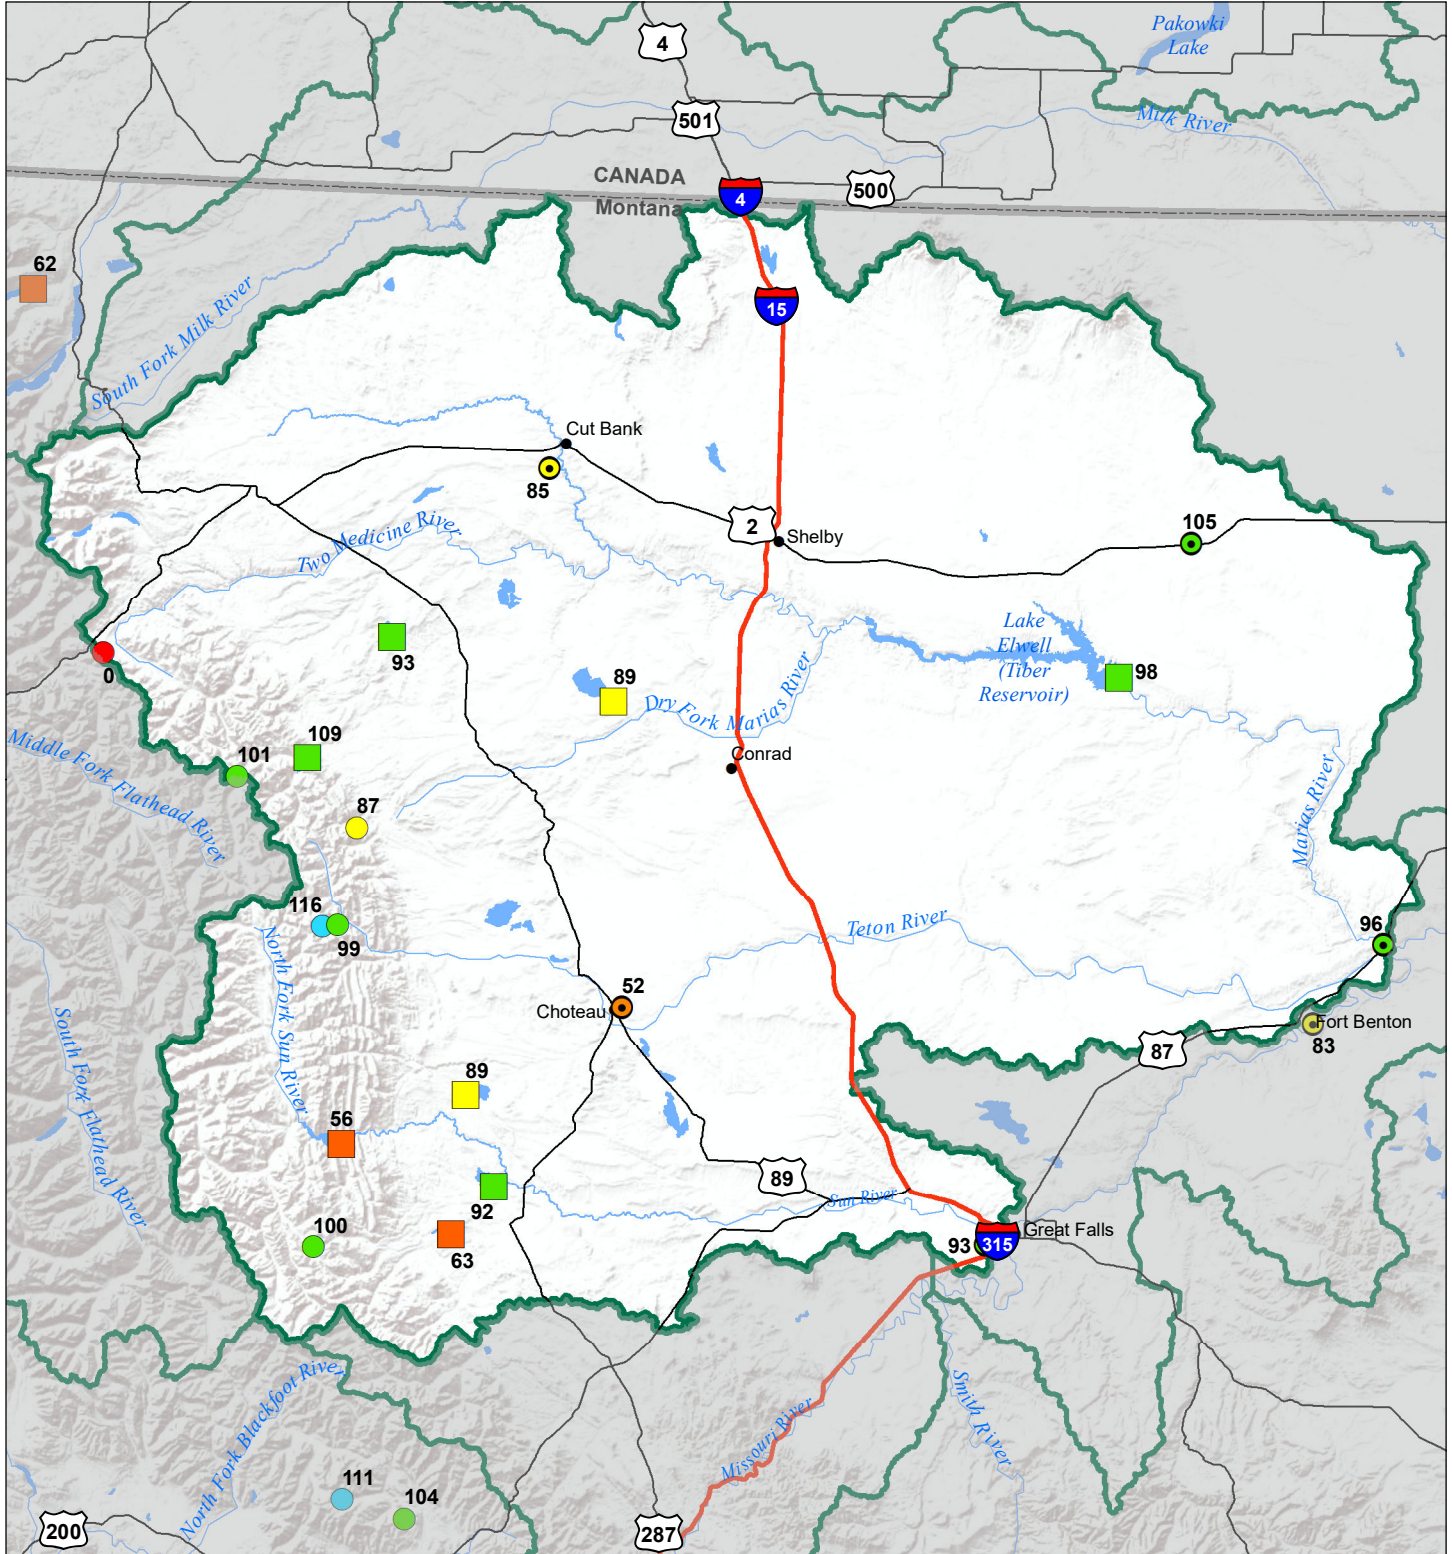 4
Pakowki
Lake
501
Milk River
CANADA
Montana
4
500
62
South Fork Milk River
15
Cut Bank
85
2
Shelby
105
Two Medicine River
93
0
89
Dry Fork Marias River
Lake
Elwell
(Tiber
Reservoir)
98
109
101
Middle Fork Flathead River
Conrad
87
Marias River
116
99
North Fork Sun River
Teton River
96
52
Choteau
South Fork Flathead River
Fort Benton
83
87
89
56
92
89
Sun River
100
63
93
315
Great Falls
North Fork Blackfoot River
Missouri River
Smith River
111
104
200
287